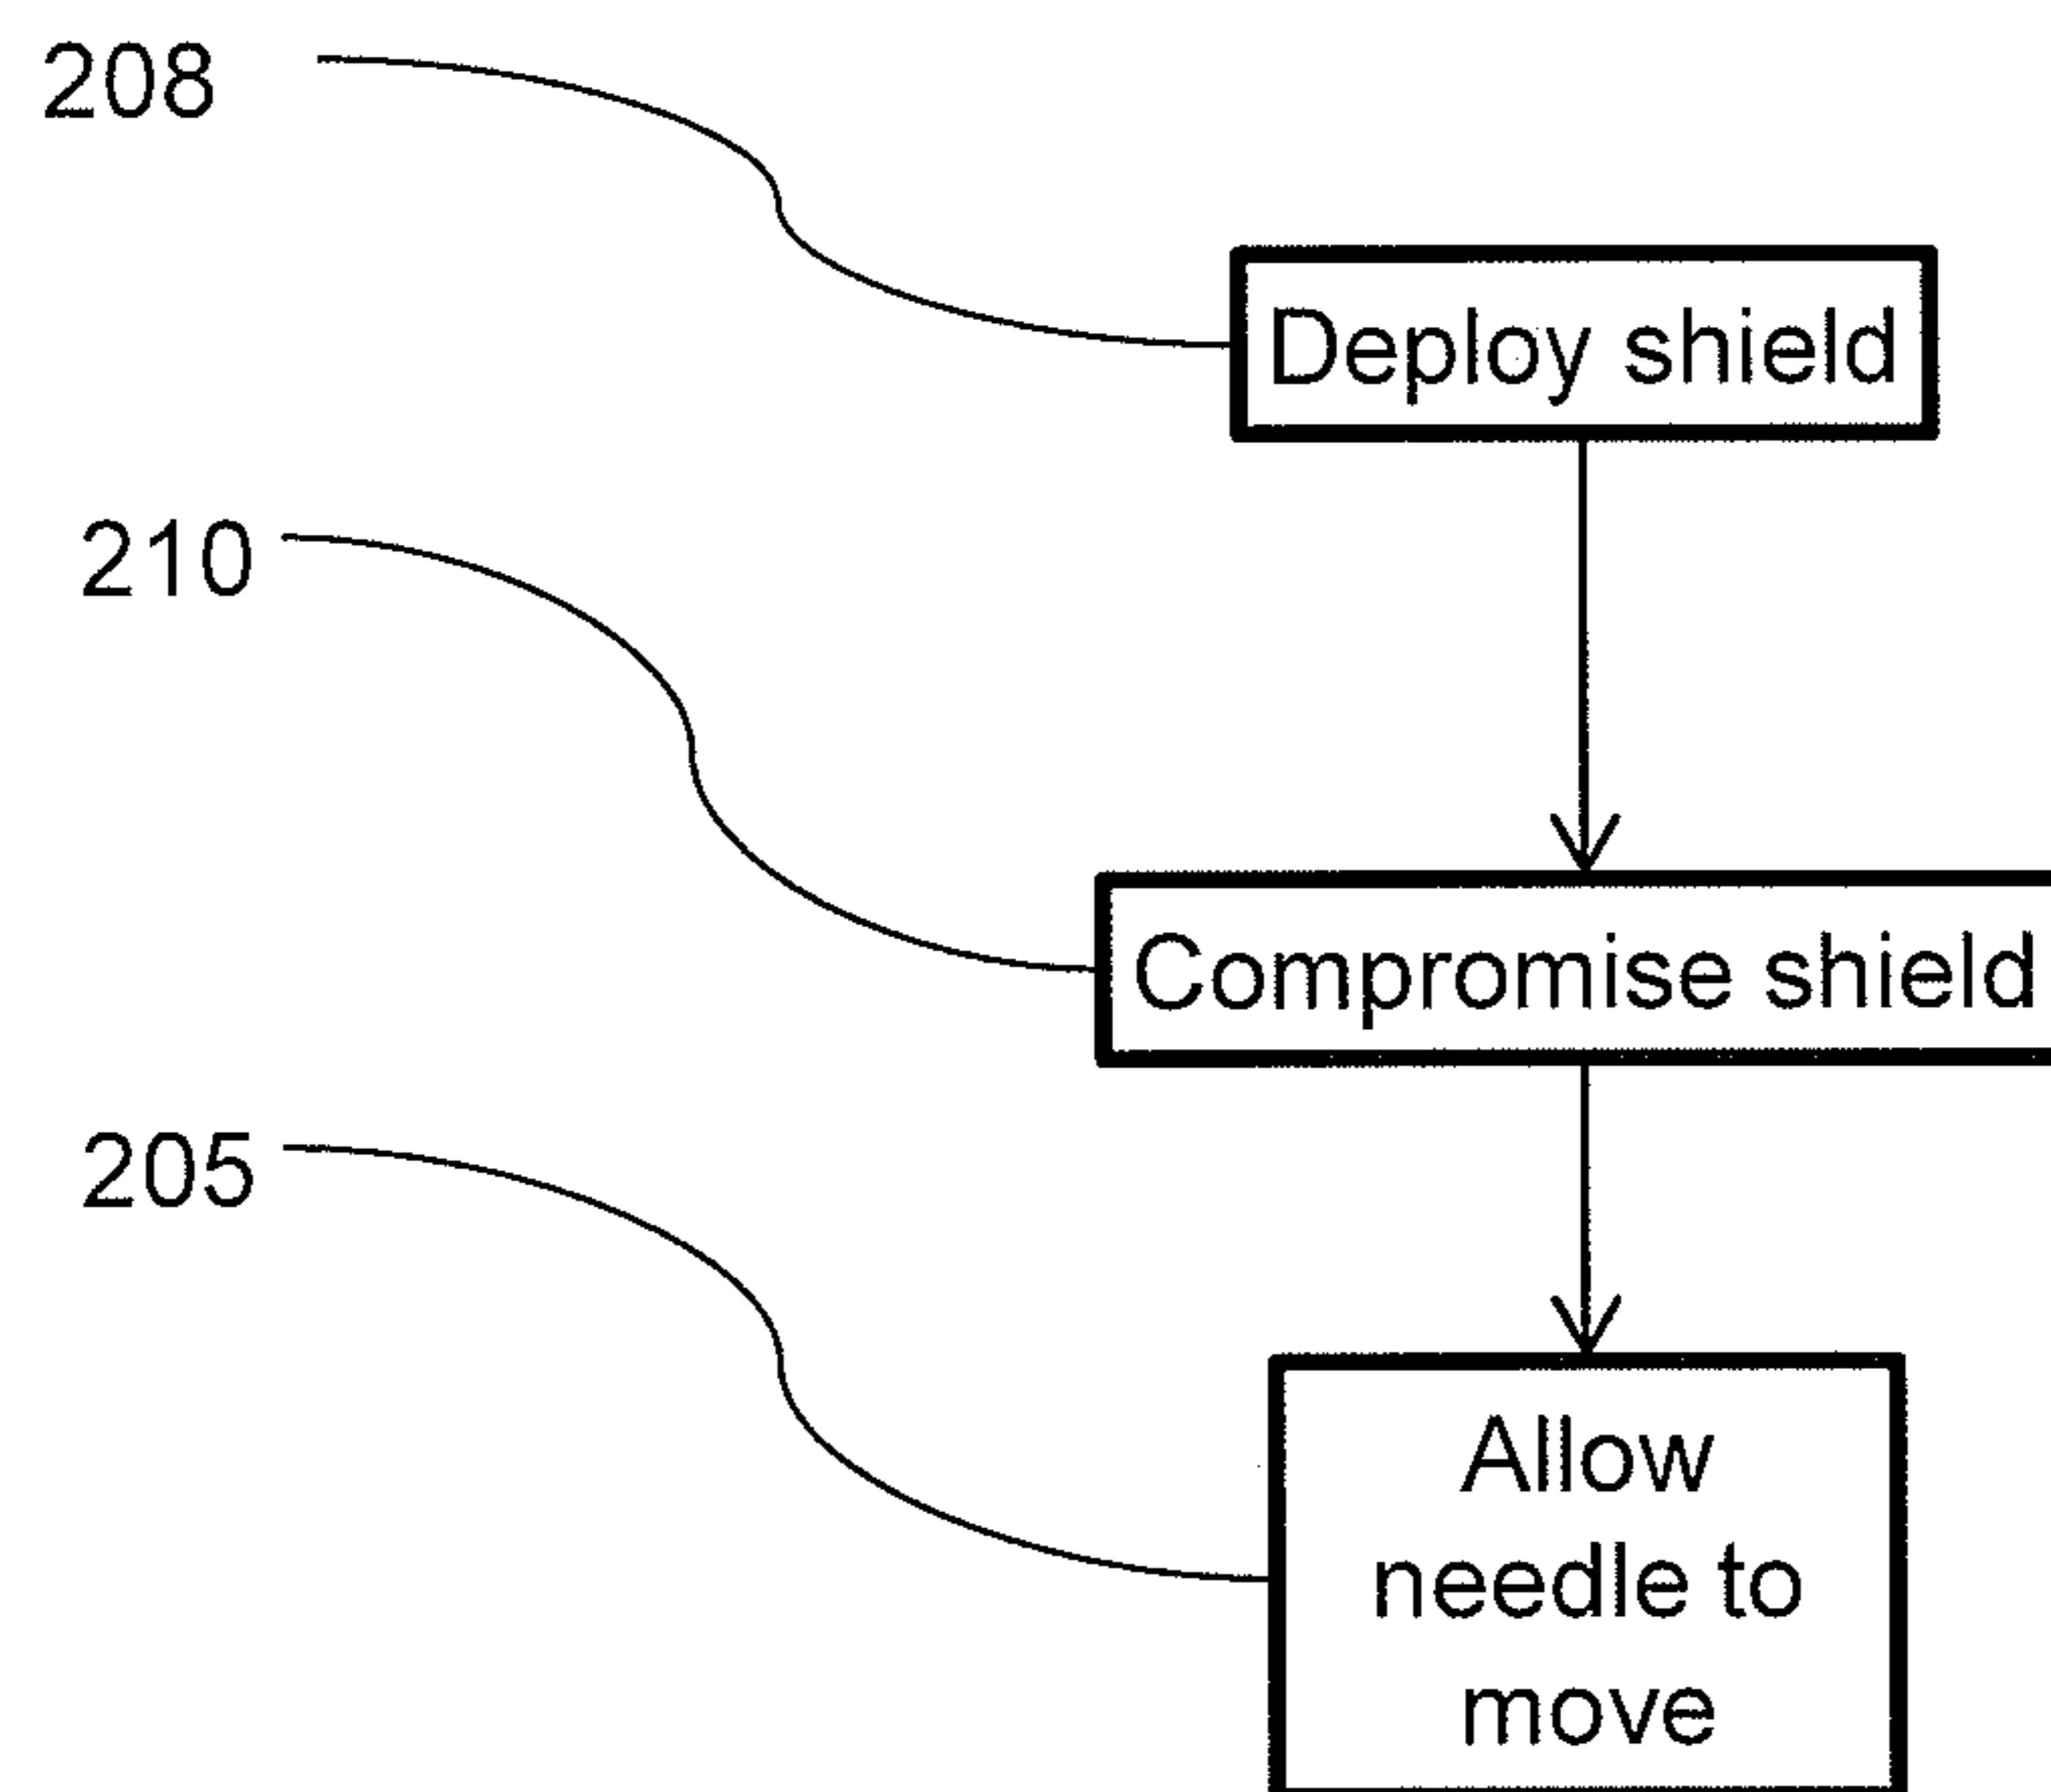 208
Deploy shield
210
Compromise shield
205
Allow
needle to
move